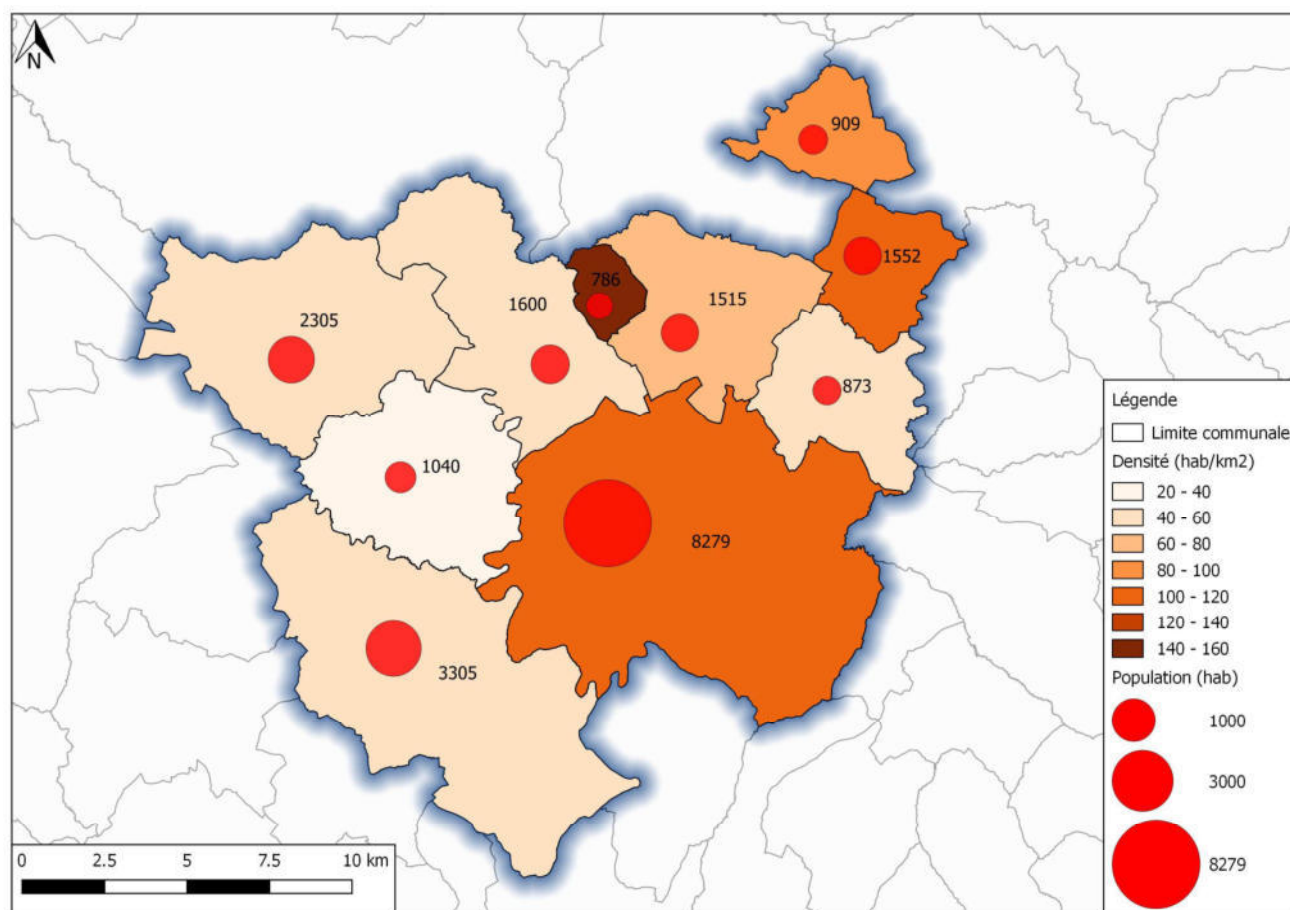 N
909
1552
786
1600
1515
2305
873
1040
8279
3305
Légende
Limite communale
Densité (hab/km2)
20 - 40
40 - 60
60 - 80
80 - 100
100 - 120
120 - 140
140 - 160
Population (hab)
1000
3000
8279
0 2.5 5 7.5 10 km